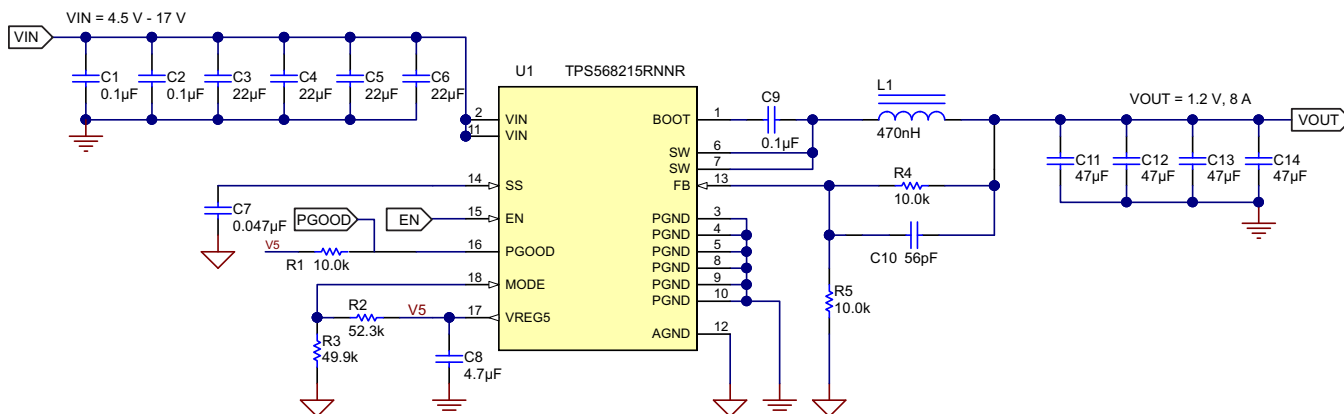 VIN = 4.5 V - 17 V
VIN
C1
0.1µF
C2
0.1µF
C3
22µF
C4
22µF
C5
22µF
C6
22µF
U1
TPS568215RNNR
2
VIN
11
VIN
14
SS
15
EN
16
PGOOD
18
MODE
17
VREG5
BOOT
1
SW
6
SW
7
FB
13
PGND
3
PGND
4
PGND
5
PGND
8
PGND
9
PGND
10
AGND
12
C7
0.047µF
PGOOD
EN
V5
R1 10.0k
R2
52.3k
V5
R3
49.9k
C8
4.7µF
C9
0.1µF
L1
470nH
R4
10.0k
C10 56pF
R5
10.0k
VOUT = 1.2 V, 8 A
VOUT
C11
47µF
C12
47µF
C13
47µF
C14
47µF